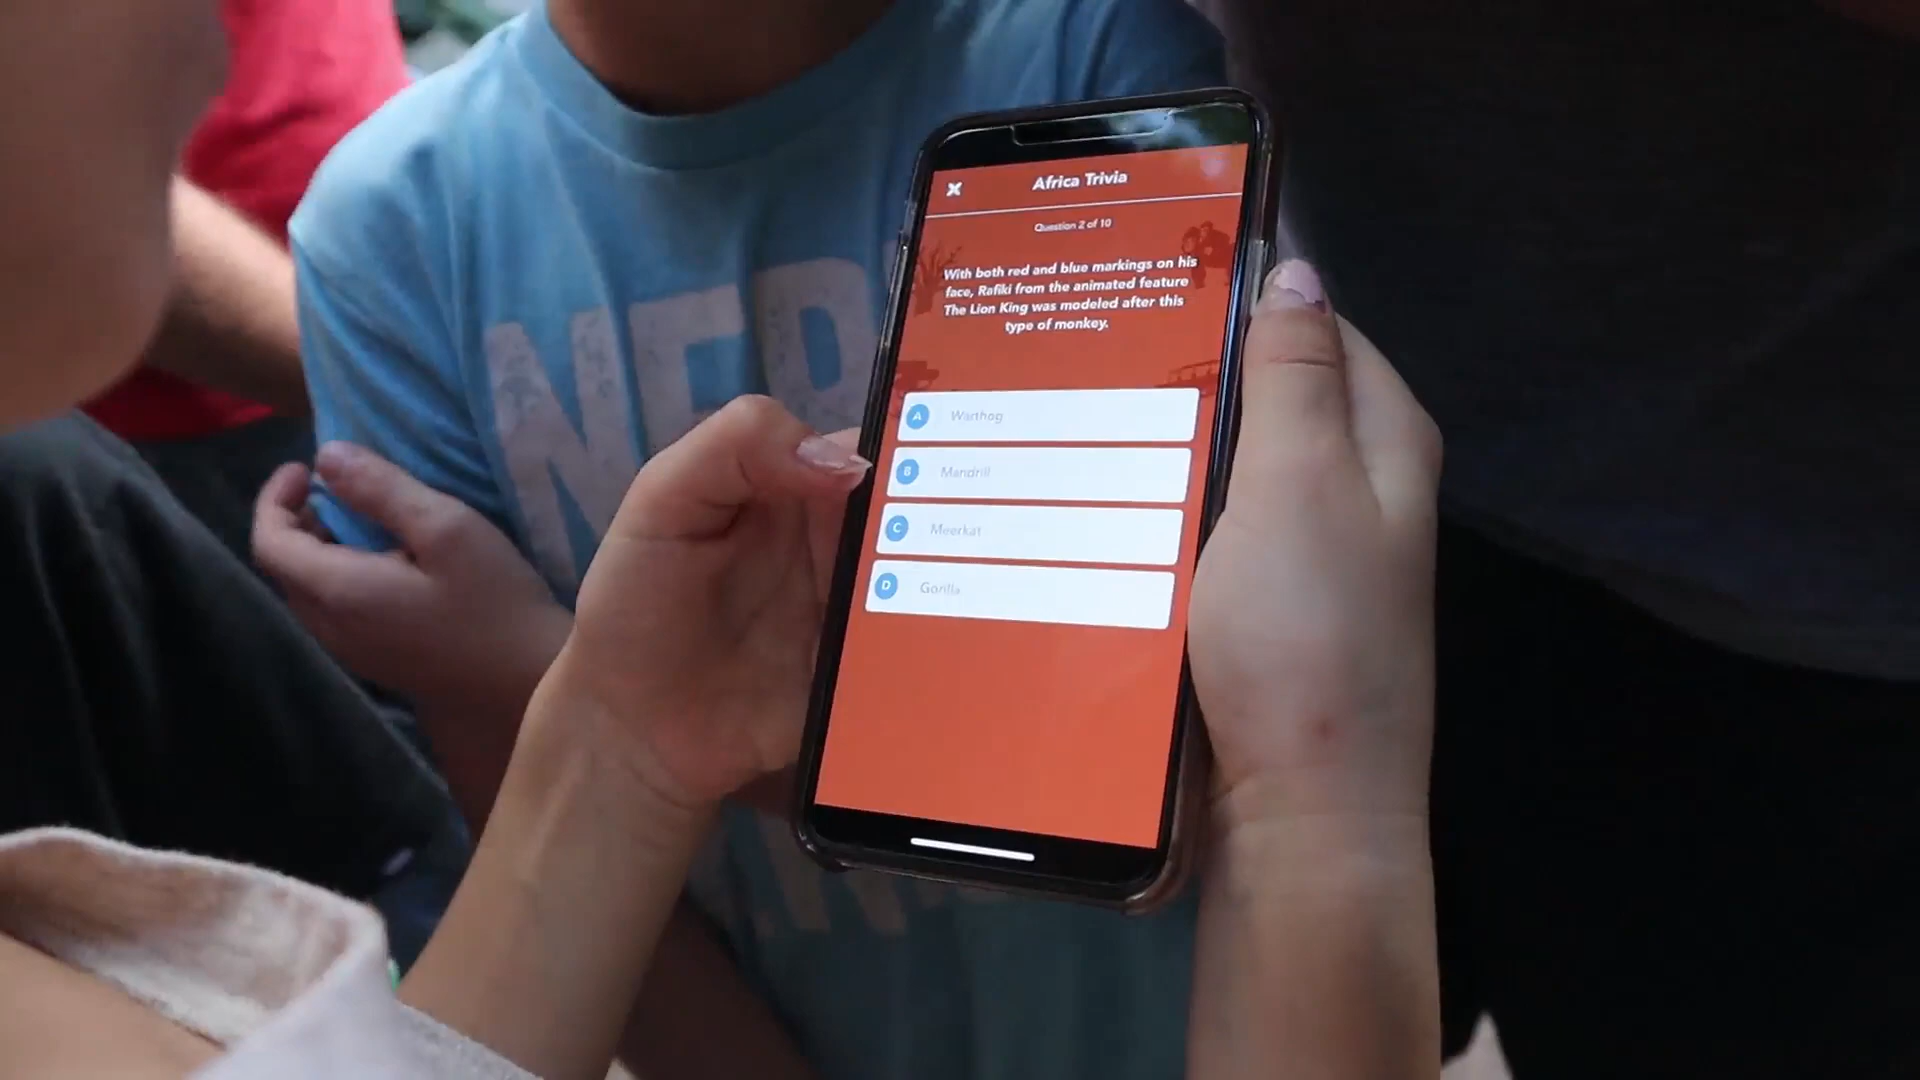 Africa Trivia
Question 2 of 10
With both red and blue markings on his
face, Rafiki from the animated feature
The Lion King was modeled after this
type of monkey.
A Warthog
B Mandrill
C Meerkat
D Gorilla